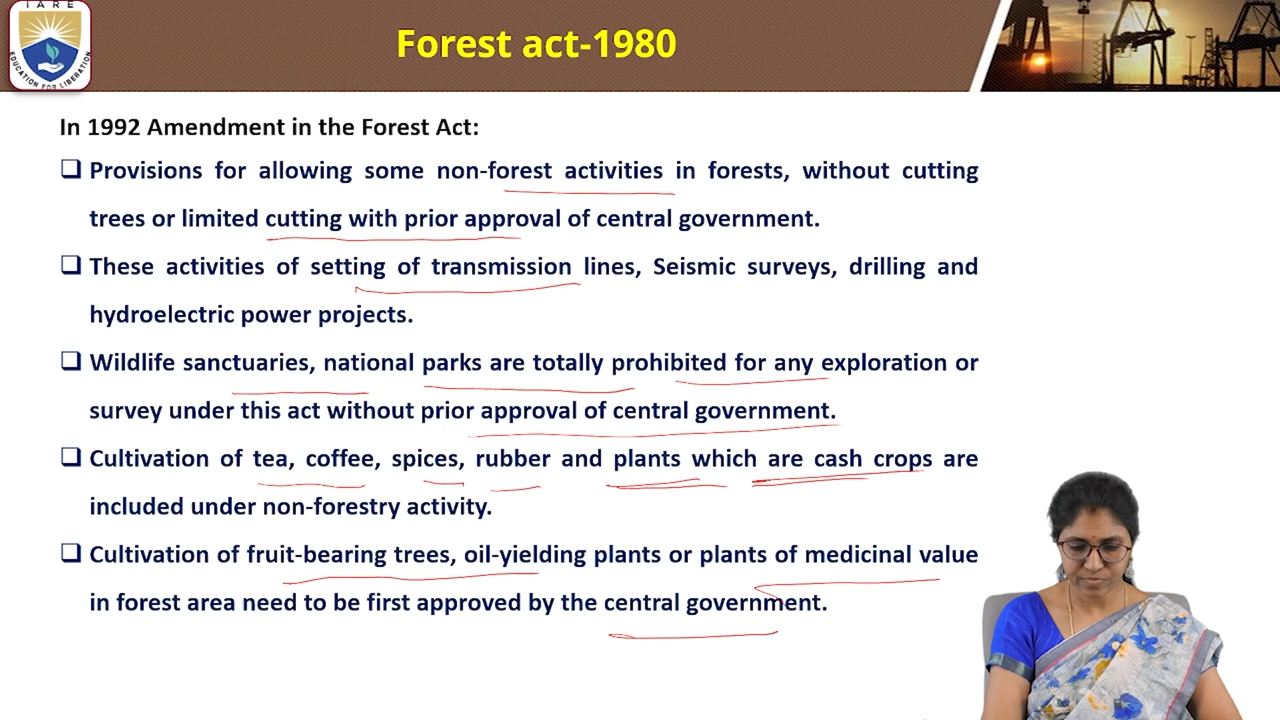 IARE
EDUCATION FOR LIBERATION
Forest act-1980
In 1992 Amendment in the Forest Act:
Provisions for allowing some non-forest activities in forests, without cutting
trees or limited cutting with prior approval of central government.
These activities of setting of transmission lines, Seismic surveys, drilling and
hydroelectric power projects.
Wildlife sanctuaries, national parks are totally prohibited for any exploration or
survey under this act without prior approval of central government.
Cultivation of tea, coffee, spices, rubber and plants which are cash crops are
included under non-forestry activity.
Cultivation of fruit-bearing trees, oil-yielding plants or plants of medicinal value
in forest area need to be first approved by the central government.